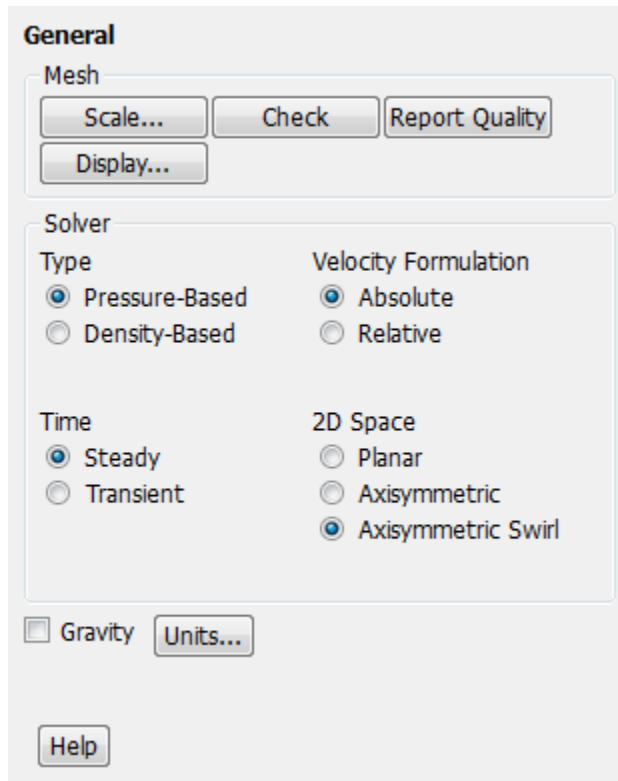 General
Mesh
Scale... Check Report Quality
Display...
Solver
Type Velocity Formulation
Pressure-Based Absolute
Density-Based Relative
Time 2D Space
Steady Planar
Transient Axisymmetric
Axisymmetric Swirl
Gravity Units...
Help